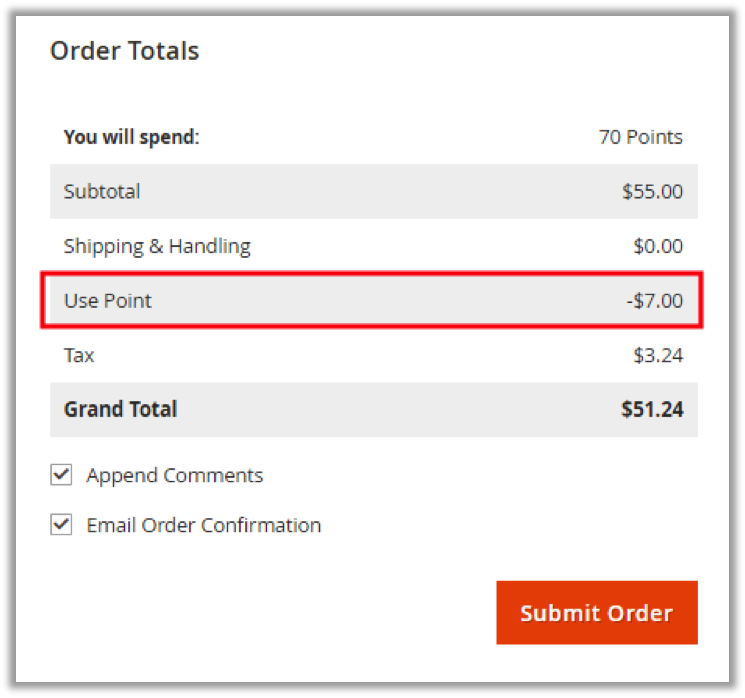 Order Totals
You will spend: 70 Points
Subtotal $55.00
Shipping & Handling $0.00
Use Point -$7.00
Tax $3.24
Grand Total $51.24
Append Comments
Email Order Confirmation
Submit Order